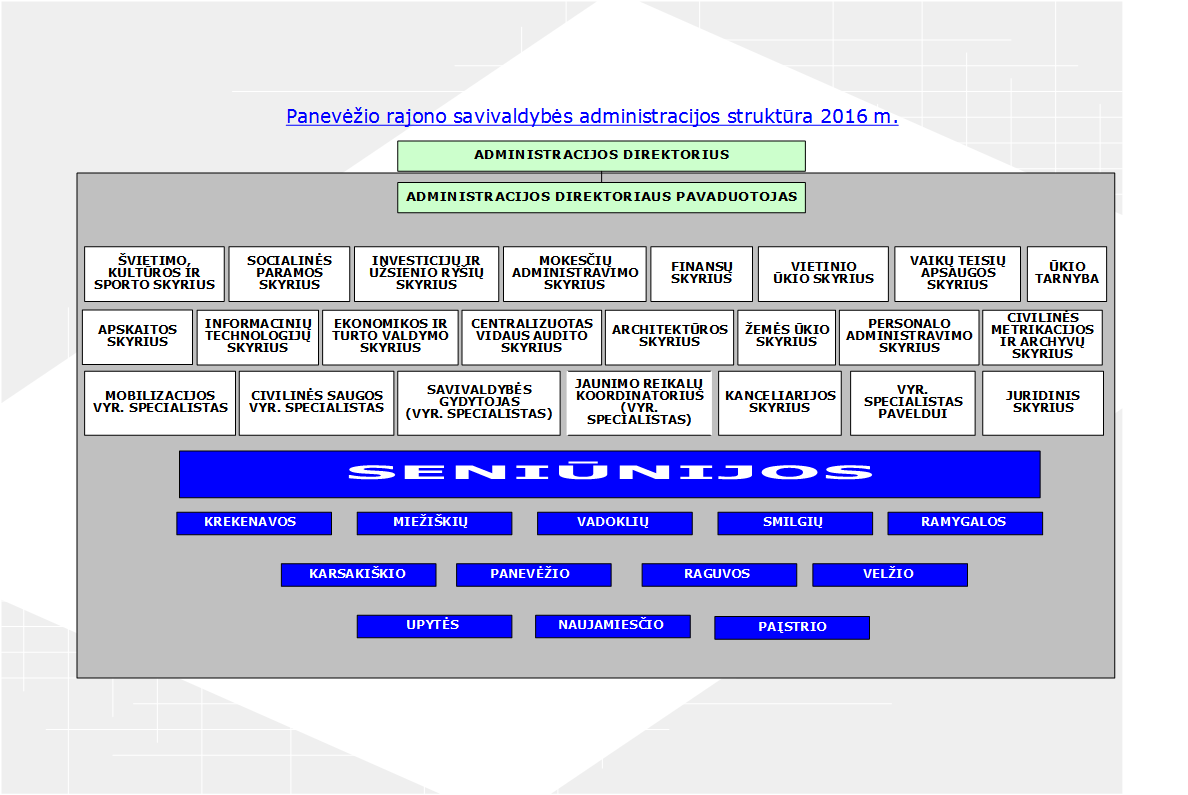 Panevėžio rajono savivaldybės administracijos struktūra 2016 m.
ADMINISTRACIJOS DIREKTORIUS
ADMINISTRACIJOS DIREKTORIAUS PAVADUOTOJAS
ŠVIETIMO,
KULTŪROS IR
SPORTO SKYRIUS
SOCIALINĖS
PARAMOS
SKYRIUS
INVESTICIJŲ IR
UŽSIENIO RYŠIŲ
SKYRIUS
MOKESČIŲ
ADMINISTRAVIMO
SKYRIUS
FINANSŲ
SKYRIUS
VIETINIO
ŪKIO SKYRIUS
VAIKŲ TEISIŲ
APSAUGOS
SKYRIUS
ŪKIO
TARNYBA
APSKAITOS
SKYRIUS
INFORMACINIŲ
TECHNOLOGIJŲ
SKYRIUS
EKONOMIKOS IR
TURTO VALDYMO
SKYRIUS
CENTRALIZUOTAS
VIDAUS AUDITO
SKYRIUS
ARCHITEKTŪROS
SKYRIUS
ŽEMĖS ŪKIO
SKYRIUS
PERSONALO
ADMINISTRAVIMO
SKYRIUS
CIVILINĖS
METRIKACIJOS
IR ARCHYVŲ
SKYRIUS
MOBILIZACIJOS
VYR. SPECIALISTAS
CIVILINĖS SAUGOS
VYR. SPECIALISTAS
SAVIVALDYBĖS
GYDYTOJAS
(VYR. SPECIALISTAS)
JAUNIMO REIKALŲ
KOORDINATORIUS
(VYR.
SPECIALISTAS)
KANCELIARIJOS
SKYRIUS
VYR.
SPECIALISTAS
PAVELDUI
JURIDINIS
SKYRIUS
SENIŪNIJOS
KREKENAVOS
MIEŽIŠKIŲ
VADOKLIŲ
SMILGIŲ
RAMYGALOS
KARSAKIŠKIO
PANEVĖŽIO
RAGUVOS
VELŽIO
UPYTĖS
NAUJAMIESČIO
PAĮSTRIO